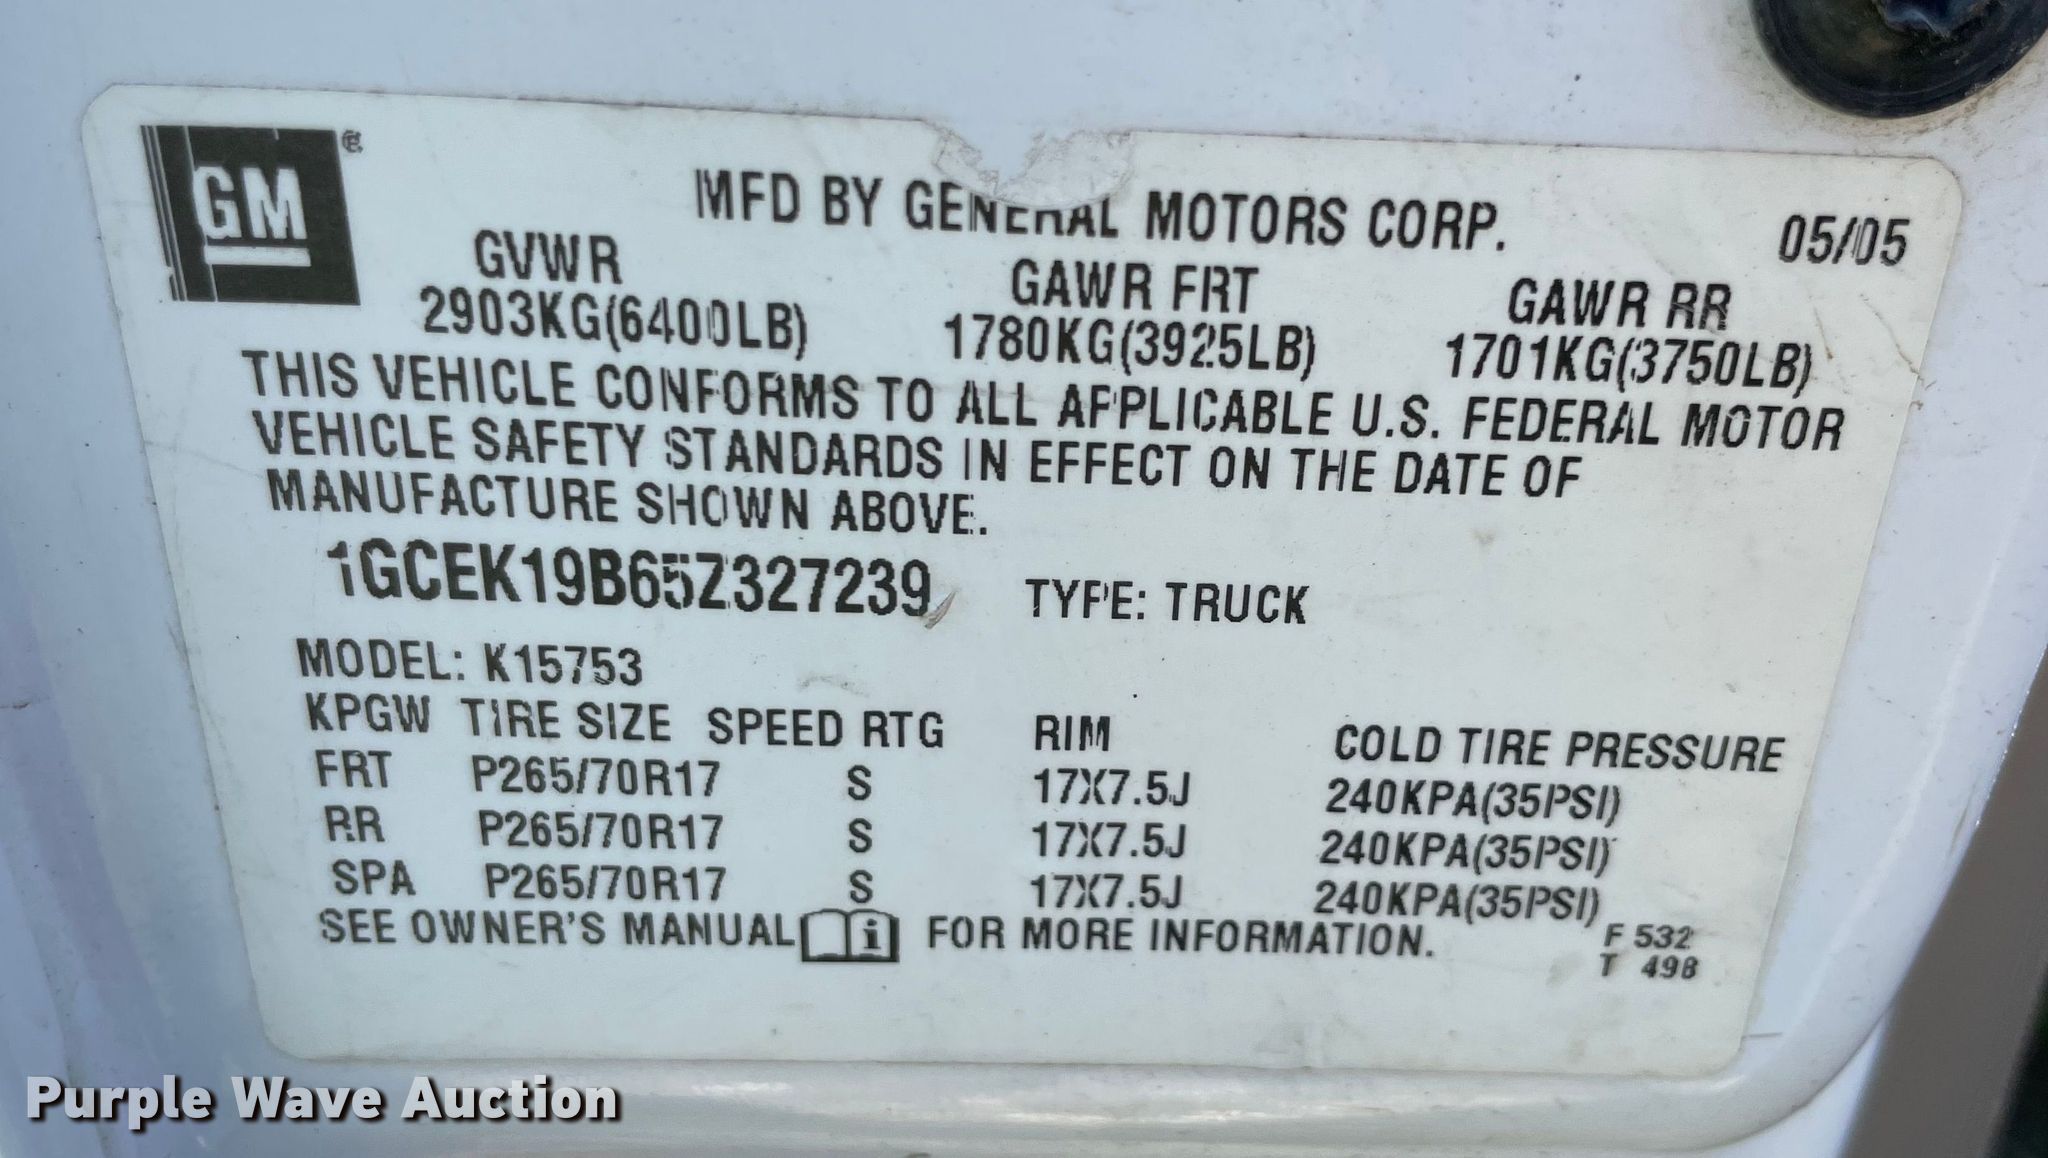 GM®
MFD BY GENERAL MOTORS CORP. 05/05
GVWR GAWR FRT GAWR RR
2903KG(6400LB) 1780KG(3925LB) 1701KG(3750LB)
THIS VEHICLE CONFORMS TO ALL APPLICABLE U.S. FEDERAL MOTOR
VEHICLE SAFETY STANDARDS IN EFFECT ON THE DATE OF
MANUFACTURE SHOWN ABOVE.
1GCEK19B65Z327239 TYPE: TRUCK
MODEL: K15753
KPGW TIRE SIZE SPEED RTG RIM COLD TIRE PRESSURE
FRT P265/70R17 S 17X7.5J 240KPA(35PSI)
RR P265/70R17 S 17X7.5J 240KPA(35PSI)
SPA P265/70R17 S 17X7.5J 240KPA(35PSI)
SEE OWNER'S MANUAL i FOR MORE INFORMATION.
F 532
T 498
Purple Wave Auction